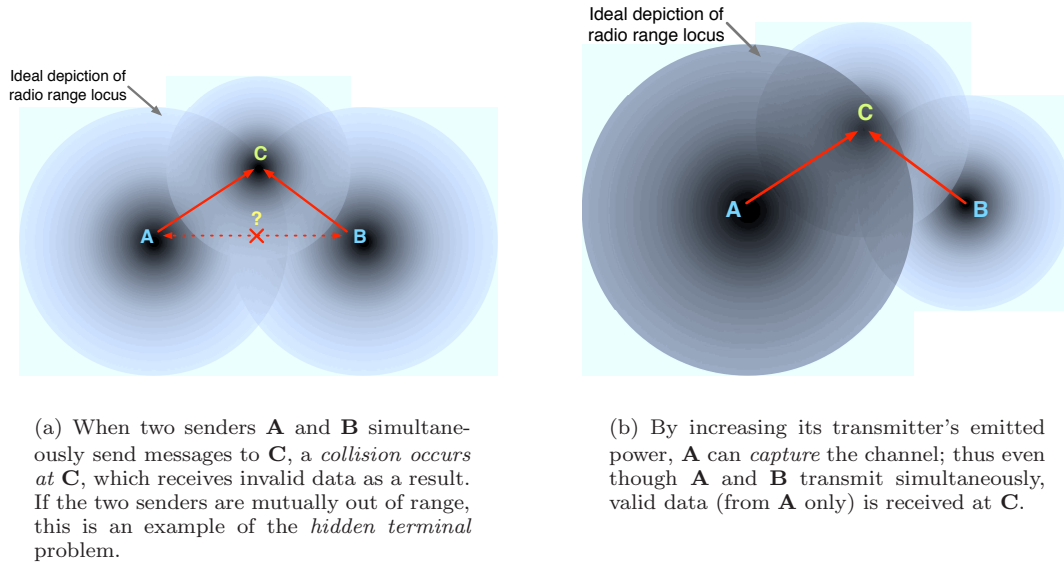 Ideal depiction of
radio range locus
C
?
A
B
(a) When two senders A and B simultane-
ously send messages to C, a collision occurs
at C, which receives invalid data as a result.
If the two senders are mutually out of range,
this is an example of the hidden terminal
problem.
Ideal depiction of
radio range locus
C
A
B
(b) By increasing its transmitter's emitted
power, A can capture the channel; thus even
though A and B transmit simultaneously,
valid data (from A only) is received at C.